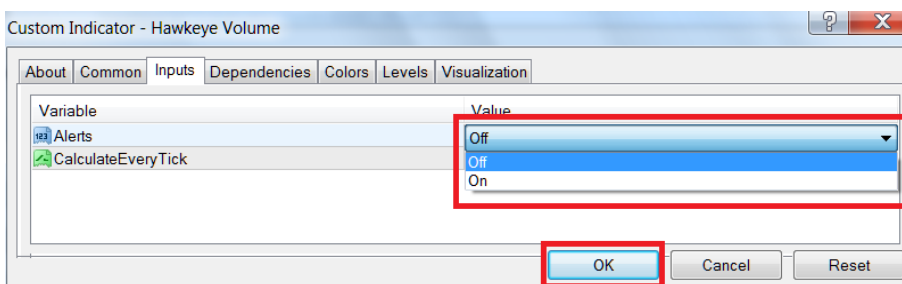 Custom Indicator - Hawkeye Volume
? X
About Common Inputs Dependencies Colors Levels Visualization
Variable Value
123 Alerts Off
CalculateEveryTick Off
On
OK Cancel Reset